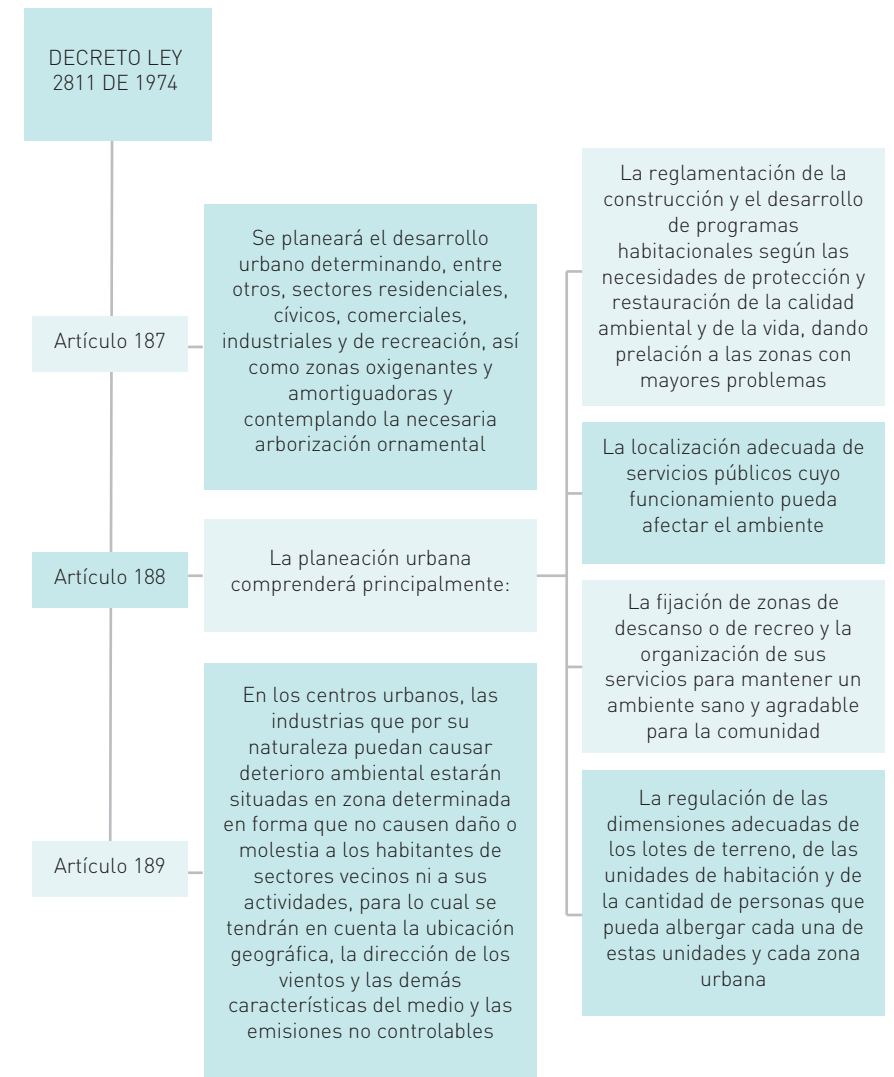 DECRETO LEY
2811 DE 1974
Artículo 187
Se planeará el desarrollo
urbano determinando, entre
otros, sectores residenciales,
cívicos, comerciales,
industriales y de recreación, así
como zonas oxigenantes y
amortiguadoras y
contemplando la necesaria
arborización ornamental
Artículo 188
La planeación urbana
comprenderá principalmente:
La reglamentación de la
construcción y el desarrollo
de programas
habitacionales según las
necesidades de protección y
restauración de la calidad
ambiental y de la vida, dando
prelación a las zonas con
mayores problemas
La localización adecuada de
servicios públicos cuyo
funcionamiento pueda
afectar el ambiente
La fijación de zonas de
descanso o de recreo y la
organización de sus
servicios para mantener un
ambiente sano y agradable
para la comunidad
La regulación de las
dimensiones adecuadas de
los lotes de terreno, de las
unidades de habitación y de
la cantidad de personas que
pueda albergar cada una de
estas unidades y cada zona
urbana
Artículo 189
En los centros urbanos, las
industrias que por su
naturaleza puedan causar
deterioro ambiental estarán
situadas en zona determinada
en forma que no causen daño o
molestia a los habitantes de
sectores vecinos ni a sus
actividades, para lo cual se
tendrán en cuenta la ubicación
geográfica, la dirección de los
vientos y las demás
características del medio y las
emisiones no controlables